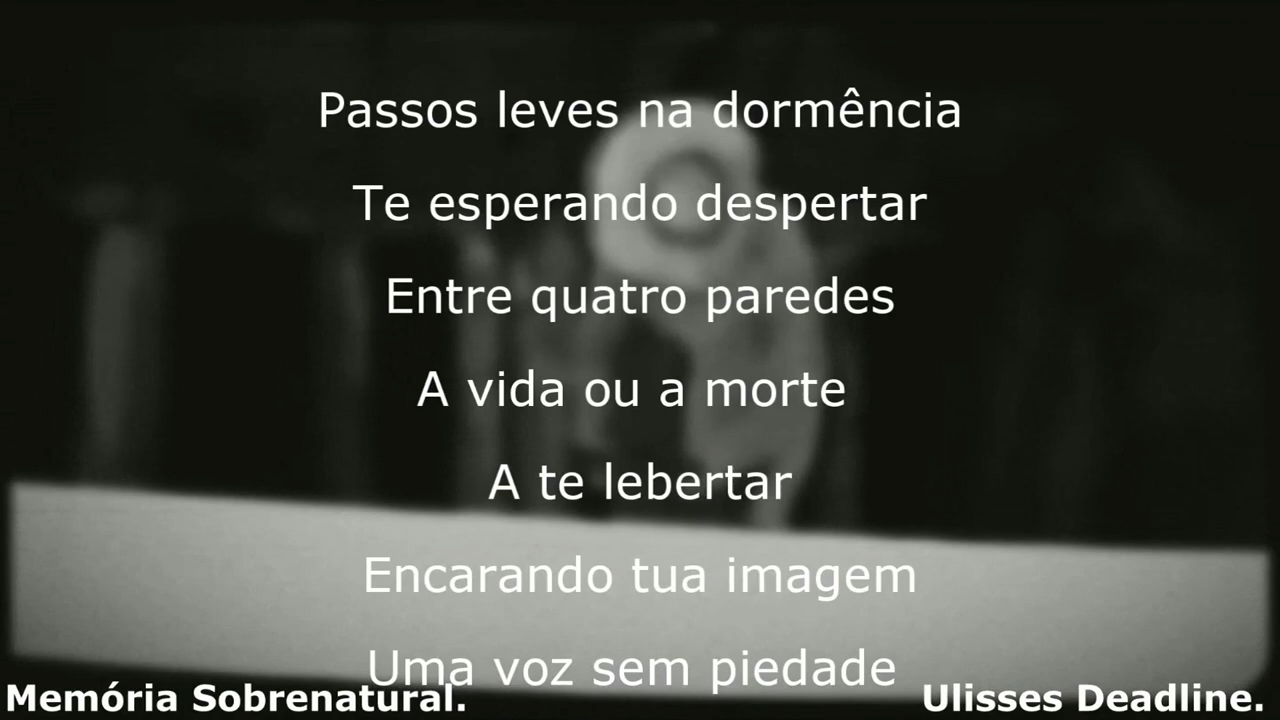 Passos leves na dormência
Te esperando despertar
Entre quatro paredes
A vida ou a morte
A te lebertar
Encarando tua imagem
Uma voz sem piedade
Memória Sobrenatural.
Ulisses Deadline.